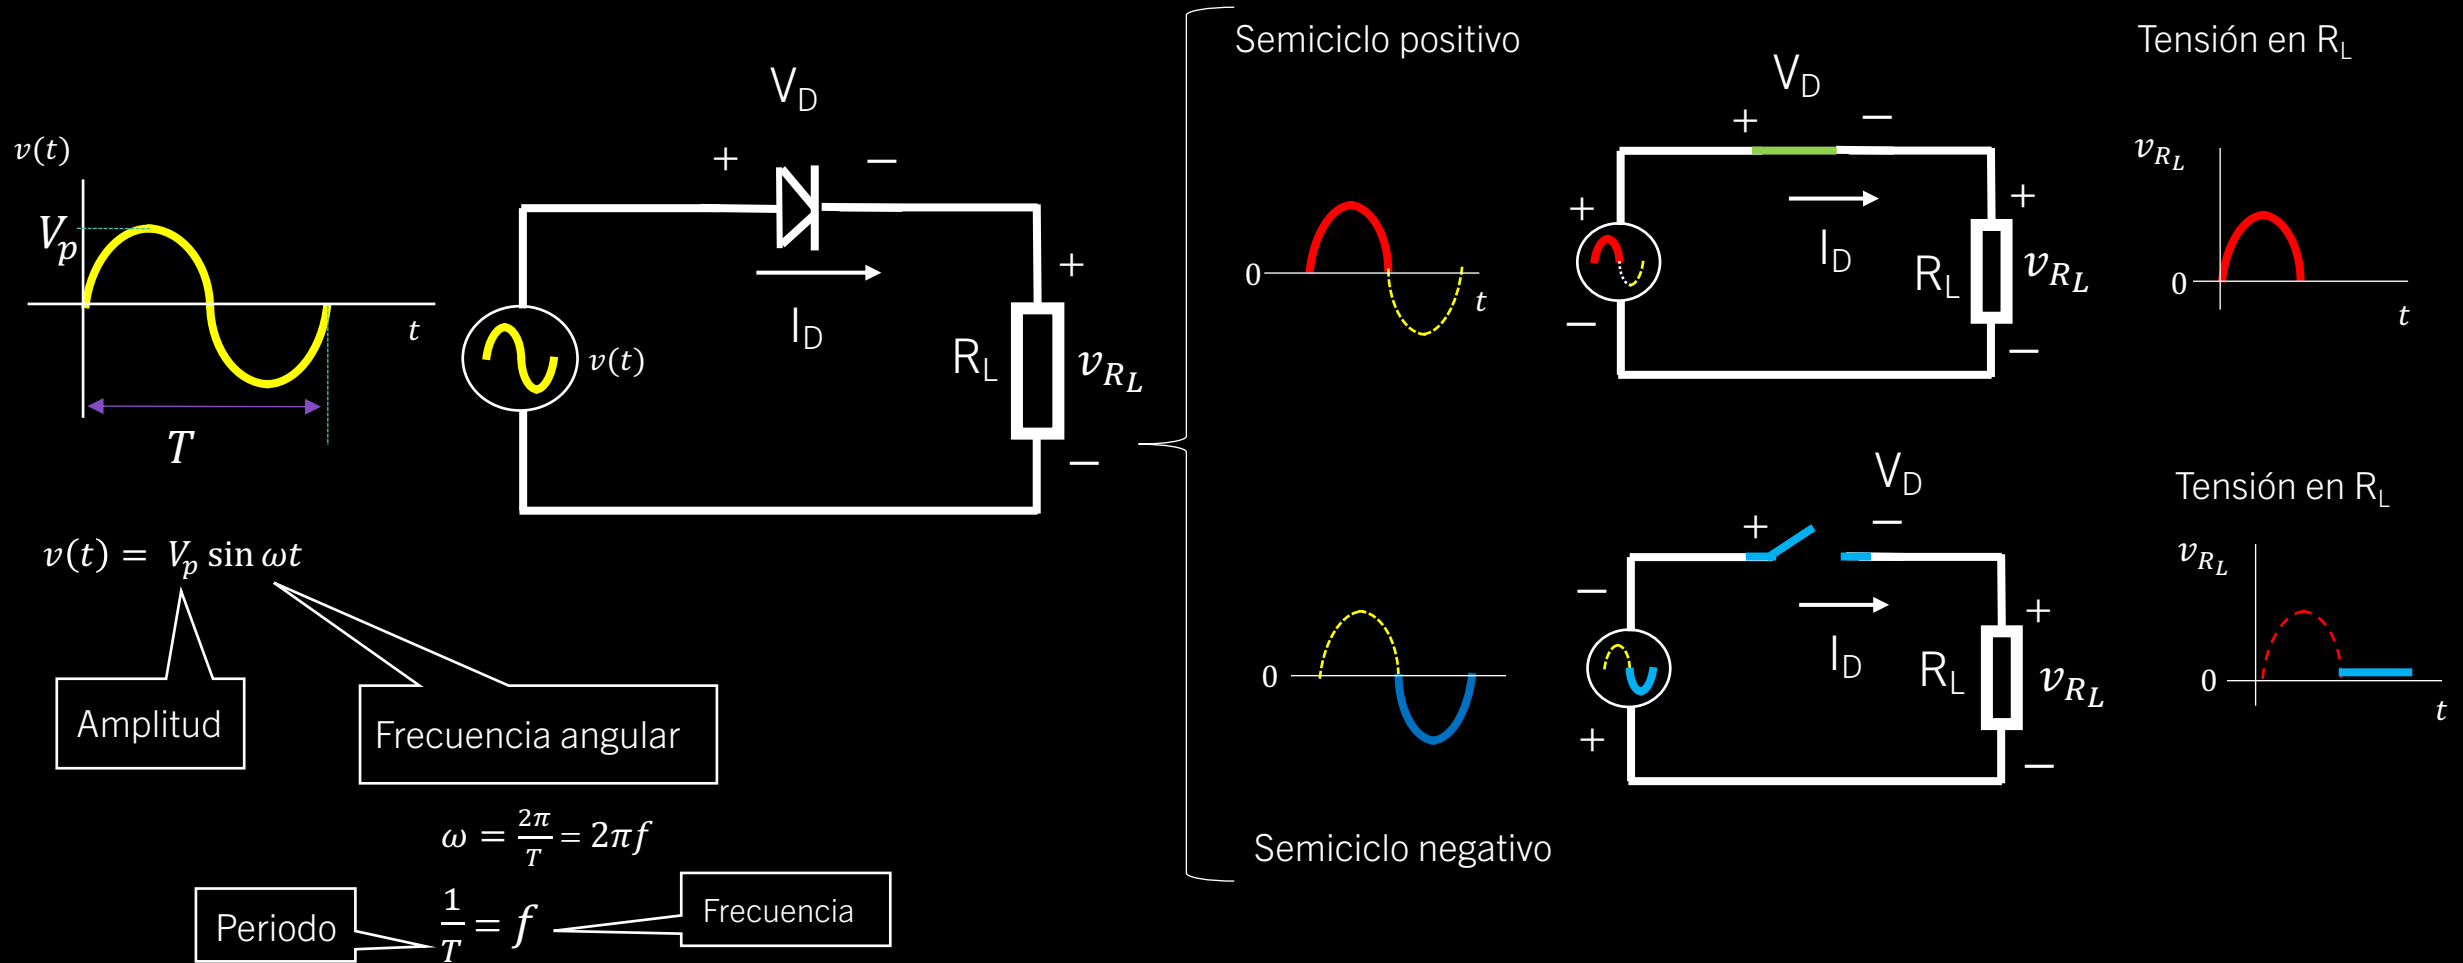 v(t)
V_p
t
T
V_D
+ −
I_D
v(t)
R_L
+
v_{R_L}
−
v(t) = V_p sin ωt
Amplitud
Frecuencia angular
ω = 2π/T = 2πf
Periodo
1/T = f
Frecuencia
Semiciclo positivo
0
t
V_D
+ −
+
−
I_D
R_L
+
v_{R_L}
−
Tensión en R_L
v_{R_L}
0
t
0
V_D
+ −
−
+
I_D
R_L
+
v_{R_L}
−
Tensión en R_L
v_{R_L}
0
t
Semiciclo negativo